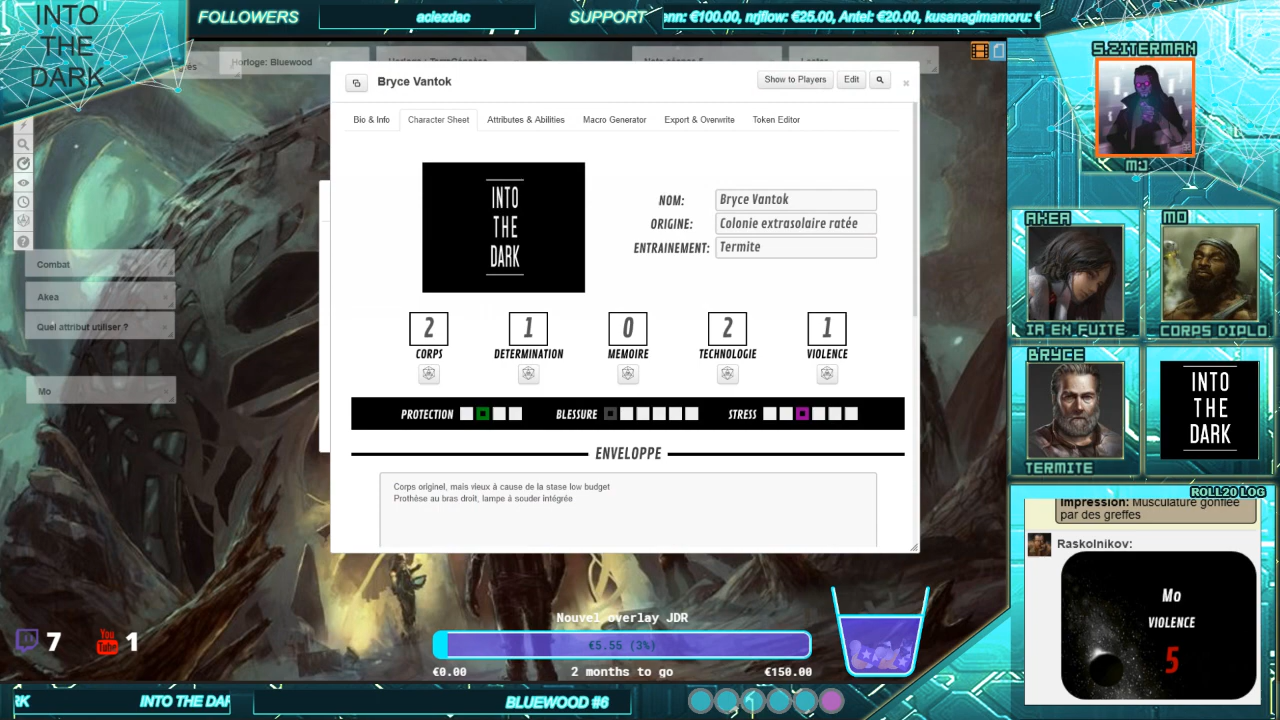 INTO
THE
DARK
FOLLOWERS
aciezdac
SUPPORT
enn: €100.00, nrjflow: €25.00, Antel: €20.00, kusanagimamoru: €
Horloge: Bluewood
Bryce Vantok
Show to Players
Edit
Bio & Info
Character Sheet
Attributes & Abilities
Macro Generator
Export & Overwrite
Token Editor
INTO
THE
DARK
NOM:
Bryce Vantok
ORIGINE:
Colonie extrasolaire ratée
ENTRAINEMENT:
Termite
2
1
0
2
1
CORPS
DETERMINATION
MEMOIRE
TECHNOLOGIE
VIOLENCE
PROTECTION
BLESSURE
STRESS
ENVELOPPE
Corps originel, mais vieux à cause de la stase low budget
Prothèse au bras droit, lampe à souder intégrée
Combat
Akea
Quel attribut utiliser ?
Mo
S.ZITERMAN
MJ
AKEA
IA EN FUITE
MO
CORPS DIPLO
BRYCE
TERMITE
INTO
THE
DARK
ROLL20 LOG
Impression: Musculature gonflée
par des greffes
Raskolnikov:
Mo
VIOLENCE
5
Nouvel overlay JDR
€5.55 (3%)
€0.00
2 months to go
€150.00
7
You
Tube
1
RK
INTO THE DAR
BLUEWOOD #6